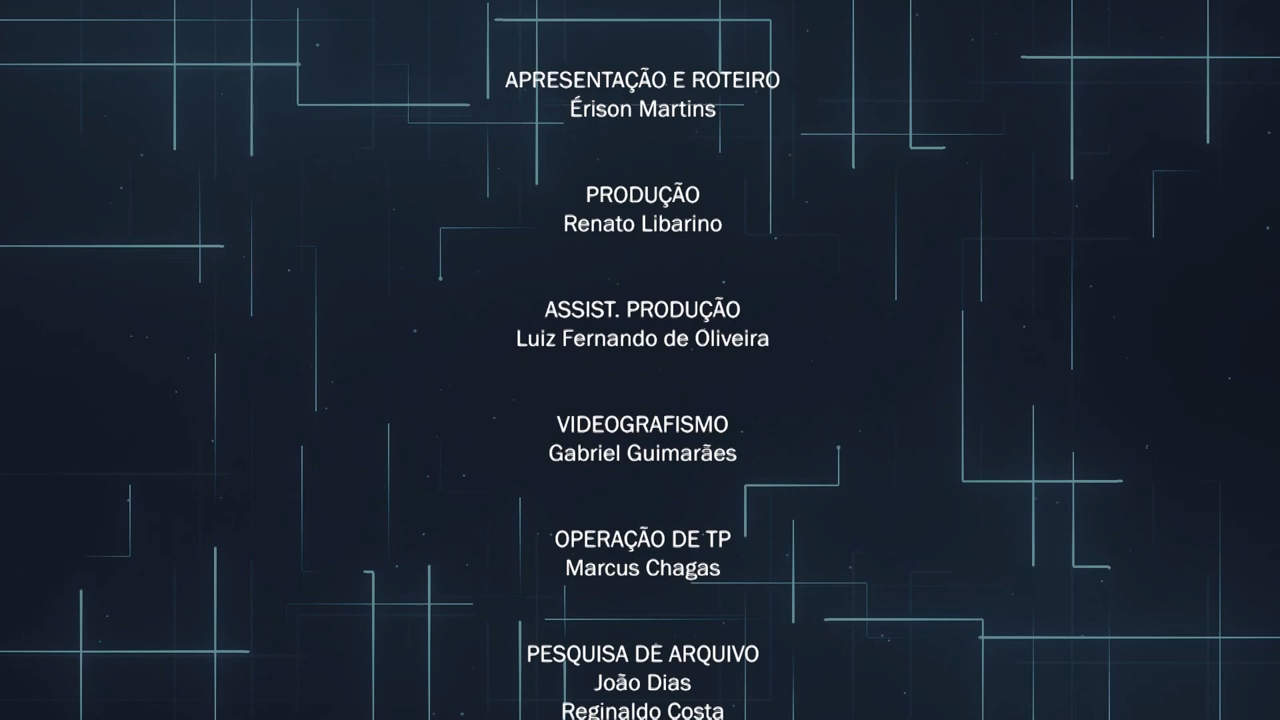 APRESENTAÇÃO E ROTEIRO
Érison Martins
PRODUÇÃO
Renato Libarino
ASSIST. PRODUÇÃO
Luiz Fernando de Oliveira
VIDEOGRAFISMO
Gabriel Guimarães
OPERAÇÃO DE TP
Marcus Chagas
PESQUISA DE ARQUIVO
João Dias
Reginaldo Costa